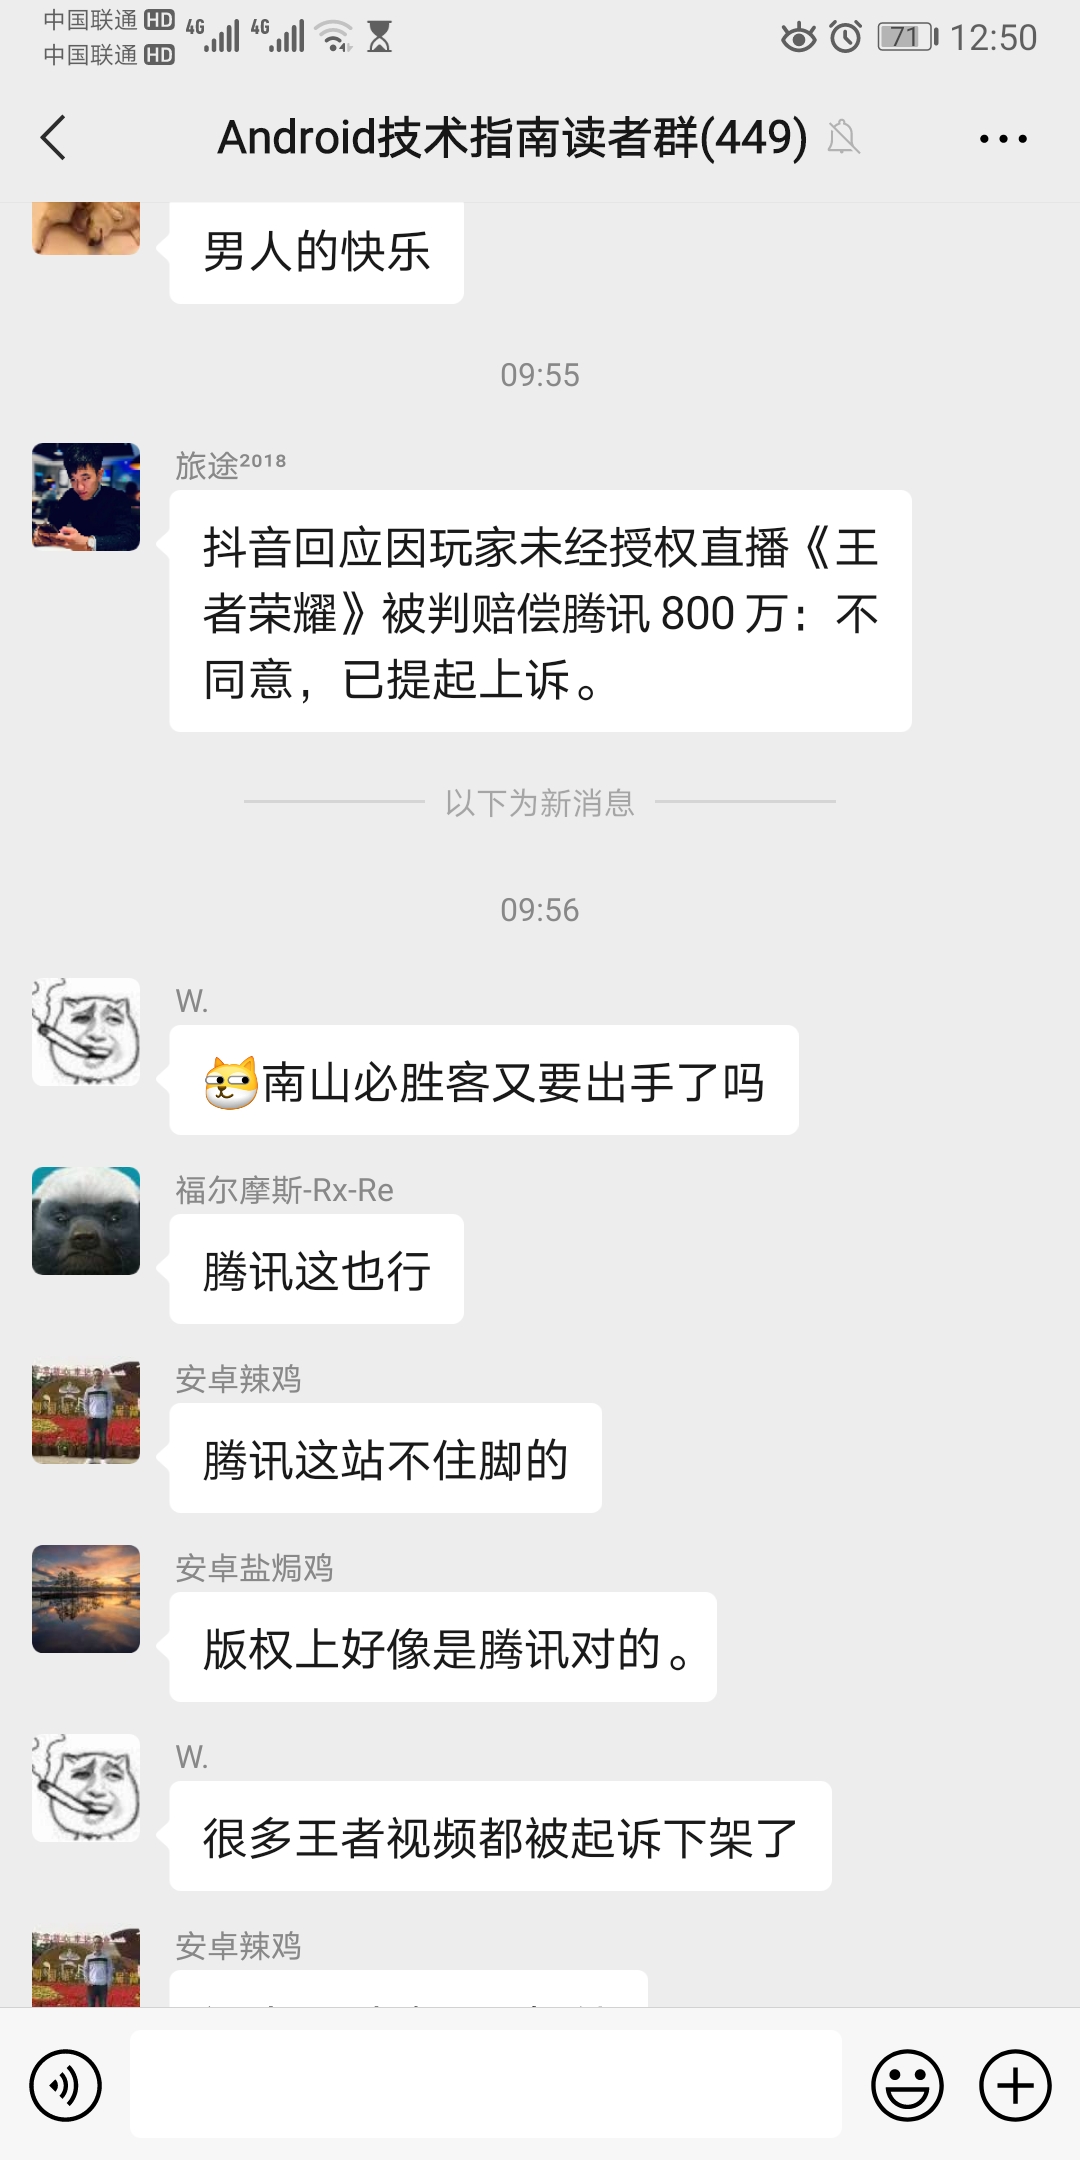 中国联通 HD 4G 4G 71 12:50
中国联通 HD
Android技术指南读者群(449)
男人的快乐
09:55
旅途²⁰¹⁸
抖音回应因玩家未经授权直播《王
者荣耀》被判赔偿腾讯 800 万：不
同意，已提起上诉。
以下为新消息
09:56
W.
南山必胜客又要出手了吗
福尔摩斯-Rx-Re
腾讯这也行
安卓辣鸡
腾讯这站不住脚的
安卓盐焗鸡
版权上好像是腾讯对的。
W.
很多王者视频都被起诉下架了
安卓辣鸡